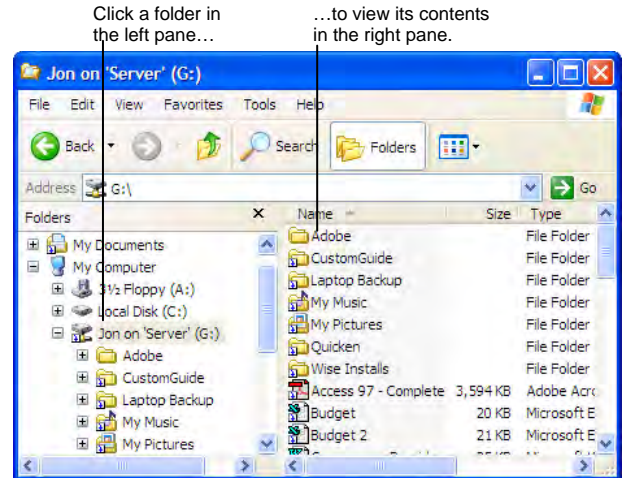 Click a folder in
the left pane…
…to view its contents
in the right pane.
Jon on 'Server' (G:)
File Edit View Favorites Tools Help
Back Search Folders
Address G:\ Go
Folders
My Documents
My Computer
3½ Floppy (A:)
Local Disk (C:)
Jon on 'Server' (G:)
Adobe
CustomGuide
Laptop Backup
My Music
My Pictures
Name Size Type
Adobe File Folder
CustomGuide File Folder
Laptop Backup File Folder
My Music File Folder
My Pictures File Folder
Quicken File Folder
Wise Installs File Folder
Access 97 - Complete 3,594 KB Adobe Acro
Budget 20 KB Microsoft E
Budget 2 21 KB Microsoft E